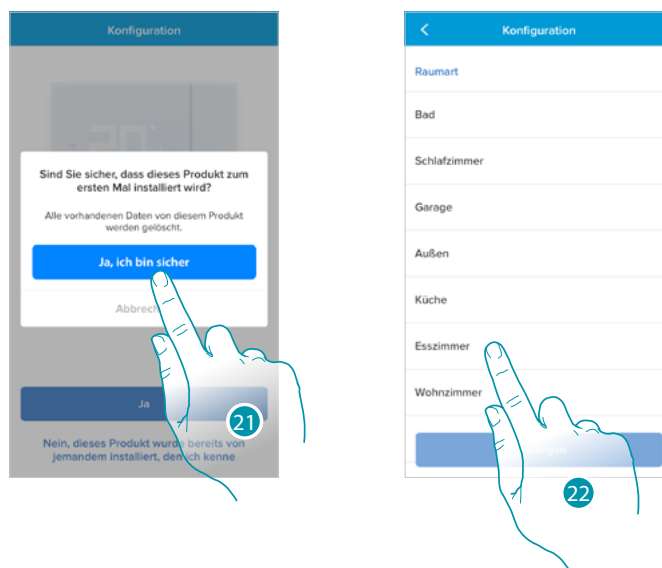 Konfiguration
Sind Sie sicher, dass dieses Produkt zum
ersten Mal installiert wird?
Alle vorhandenen Daten von diesem Produkt
werden gelöscht.
Ja, ich bin sicher
Ja
21
Nein, dieses Produkt wurde bereits von
jemandem installiert, den ich kenne
Konfiguration
Raumart
Bad
Schlafzimmer
Garage
Außen
Küche
Esszimmer
Wohnzimmer
22